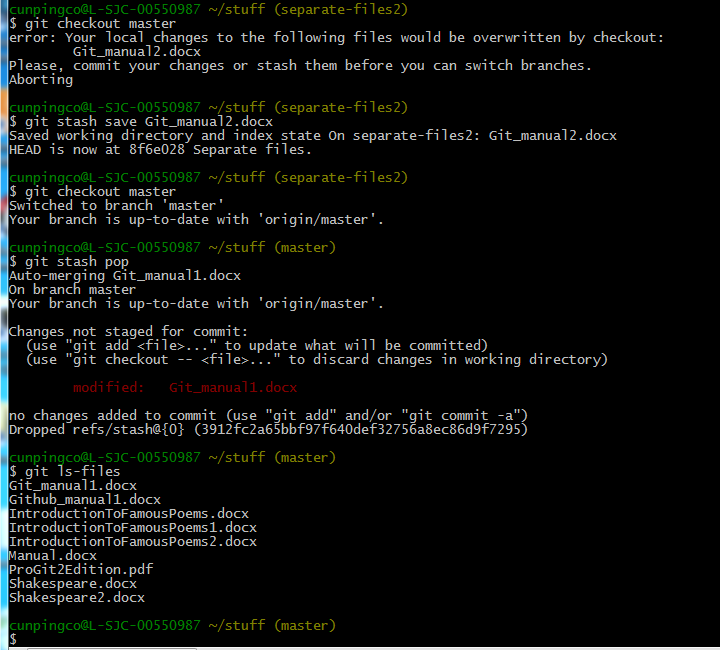 cunpingco@L-SJC-00550987 ~/stuff (separate-files2)
$ git checkout master
error: Your local changes to the following files would be overwritten by checkout:
        Git_manual2.docx
Please, commit your changes or stash them before you can switch branches.
Aborting
cunpingco@L-SJC-00550987 ~/stuff (separate-files2)
$ git stash save Git_manual2.docx
Saved working directory and index state On separate-files2: Git_manual2.docx
HEAD is now at 8f6e028 Separate files.
cunpingco@L-SJC-00550987 ~/stuff (separate-files2)
$ git checkout master
Switched to branch 'master'
Your branch is up-to-date with 'origin/master'.
cunpingco@L-SJC-00550987 ~/stuff (master)
$ git stash pop
Auto-merging Git_manual1.docx
On branch master
Your branch is up-to-date with 'origin/master'.
Changes not staged for commit:
  (use "git add <file>..." to update what will be committed)
  (use "git checkout -- <file>..." to discard changes in working directory)
        modified:   Git_manual1.docx
no changes added to commit (use "git add" and/or "git commit -a")
Dropped refs/stash@{0} (3912fc2a65bbf97f640def32756a8ec86d9f7295)
cunpingco@L-SJC-00550987 ~/stuff (master)
$ git ls-files
Git_manual1.docx
Github_manual1.docx
IntroductionToFamousPoems.docx
IntroductionToFamousPoems1.docx
IntroductionToFamousPoems2.docx
Manual.docx
ProGit2Edition.pdf
Shakespeare.docx
Shakespeare2.docx
cunpingco@L-SJC-00550987 ~/stuff (master)
$